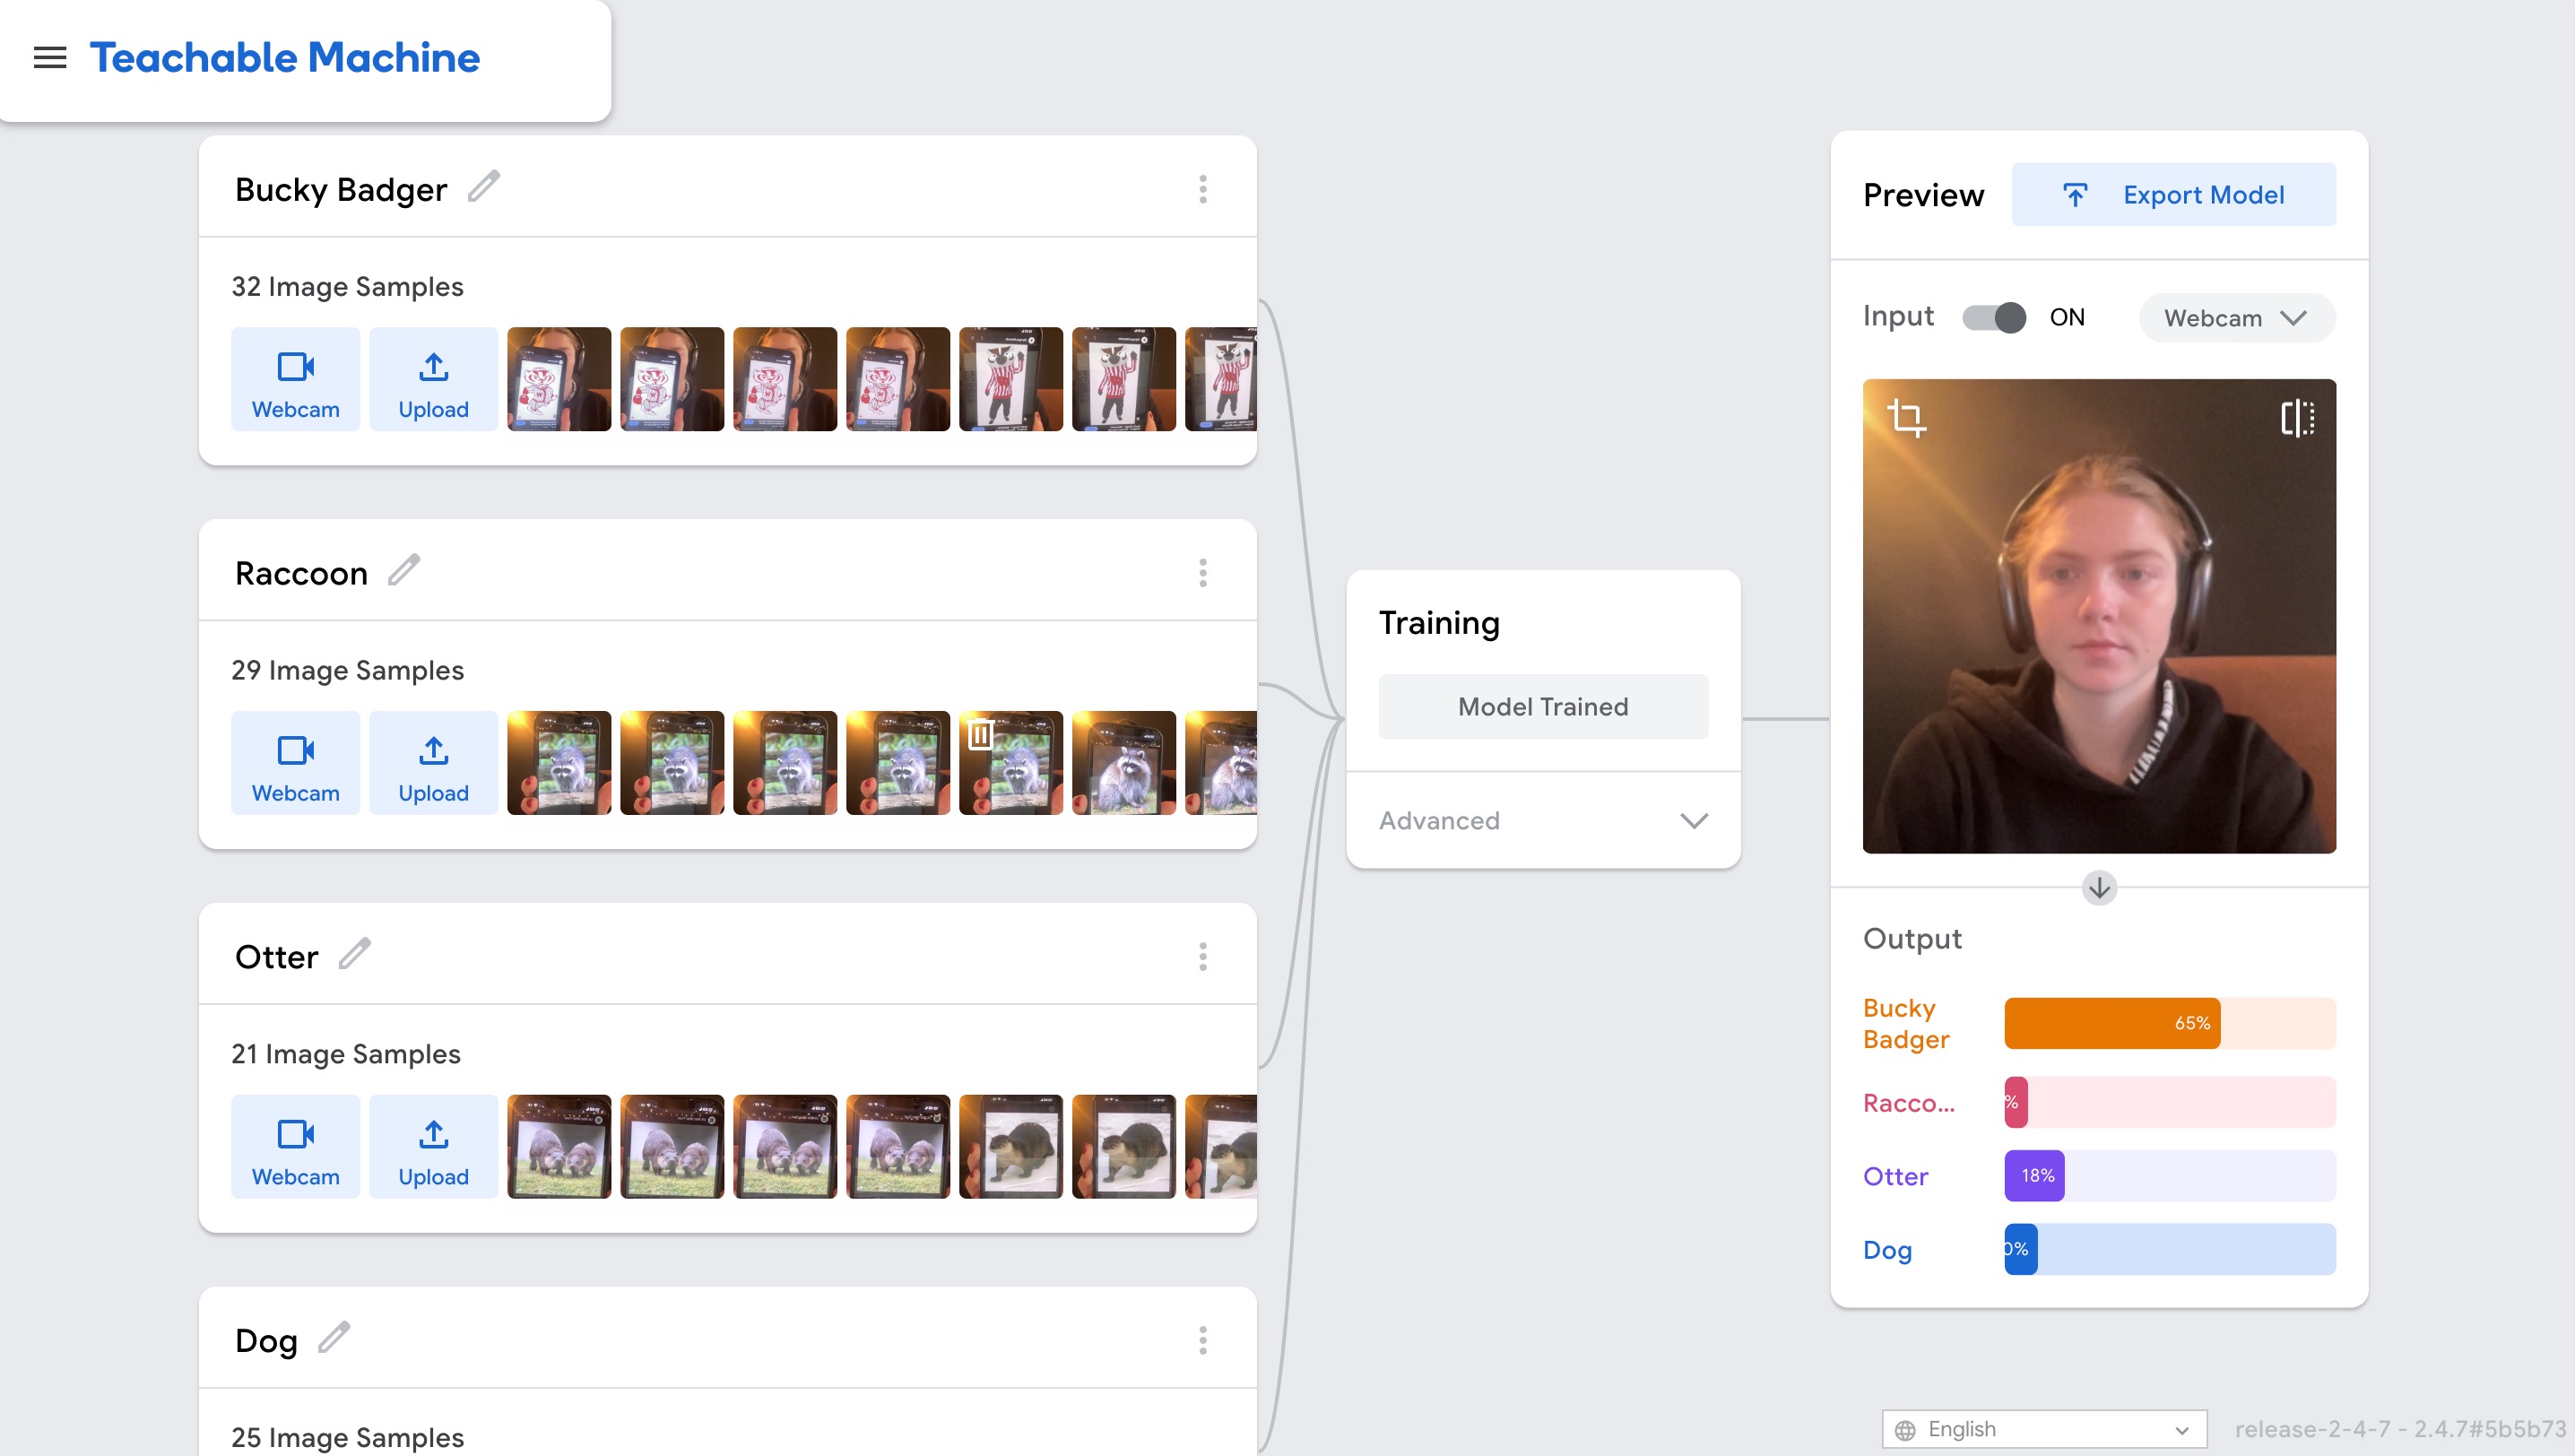 Teachable Machine
Bucky Badger
32 Image Samples
Webcam
Upload
Raccoon
29 Image Samples
Webcam
Upload
Otter
21 Image Samples
Webcam
Upload
Dog
25 Image Samples
Training
Model Trained
Advanced
Preview
Export Model
Input
ON
Webcam
Output
Bucky
Badger
65%
Racco...
%
Otter
18%
Dog
0%
English
release-2-4-7 - 2.4.7#5b5b73